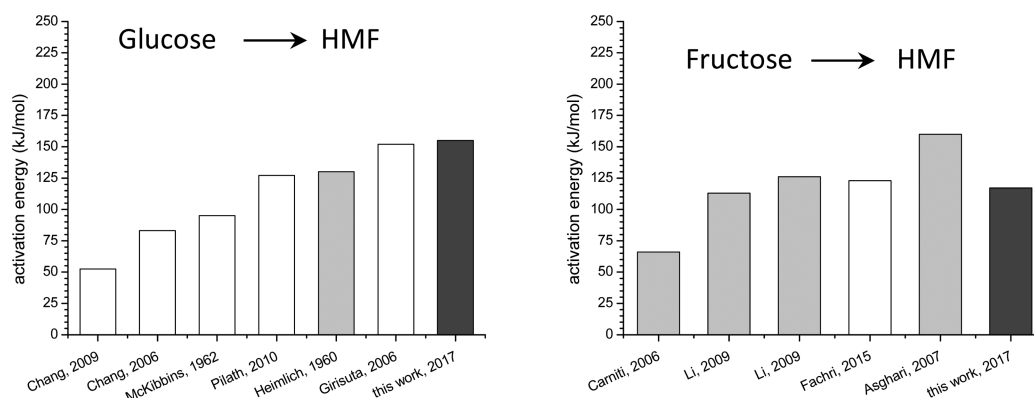 Glucose → HMF
activation energy (kJ/mol)
250
225
200
175
150
125
100
75
50
25
0
Chang, 2009
Chang, 2006
McKibbins, 1962
Pilath, 2010
Heimlich, 1960
Girisuta, 2006
this work, 2017
Fructose → HMF
activation energy (kJ/mol)
250
225
200
175
150
125
100
75
50
25
0
Carniti, 2006
Li, 2009
Li, 2009
Fachri, 2015
Asghari, 2007
this work, 2017